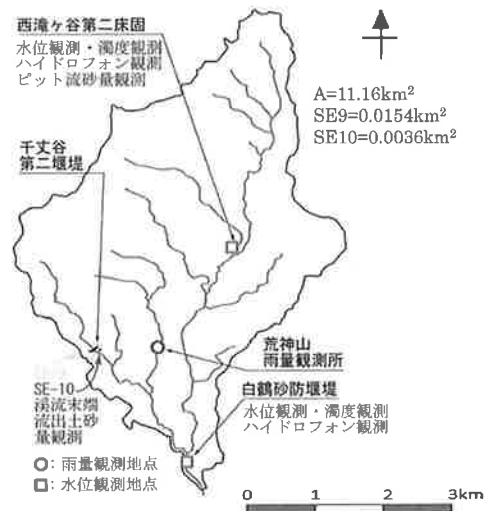 西滝ヶ谷第二床固
水位観測・濁度観測
ハイドロフォン観測
ピット流砂量観測
A=11.16km²
SE9=0.0154km²
SE10=0.0036km²
千丈谷
第二堰堤
荒神山
雨量観測所
SE-10
渓流末端
流出土砂
量観測
白鶴砂防堰堤
水位観測・濁度観測
ハイドロフォン観測
○: 雨量観測地点
□: 水位観測地点
0 1 2 3km